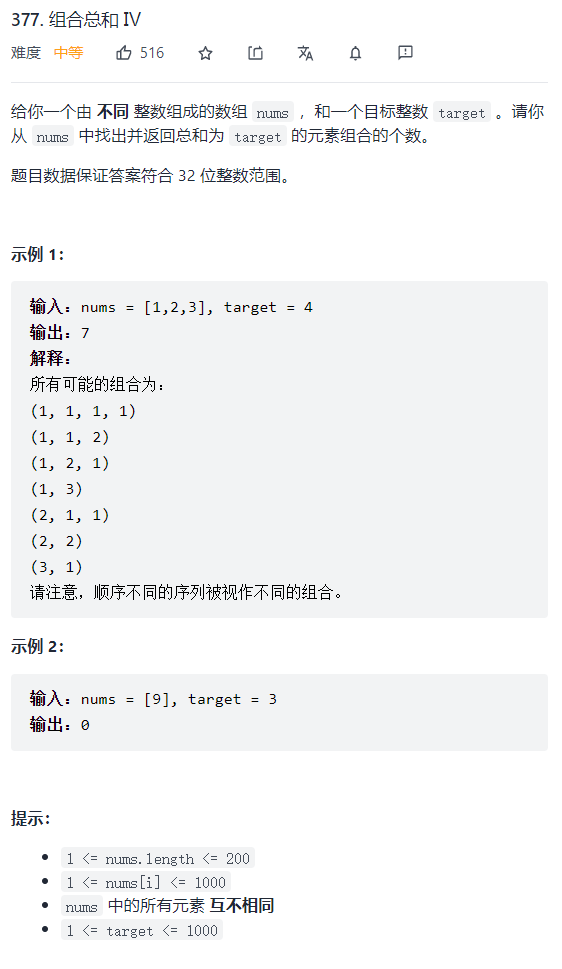 377. 组合总和 IV
难度 中等 516
给你一个由 不同 整数组成的数组 nums ，和一个目标整数 target 。请你
从 nums 中找出并返回总和为 target 的元素组合的个数。
题目数据保证答案符合 32 位整数范围。
示例 1：
输入：nums = [1,2,3], target = 4
输出：7
解释：
所有可能的组合为：
(1, 1, 1, 1)
(1, 1, 2)
(1, 2, 1)
(1, 3)
(2, 1, 1)
(2, 2)
(3, 1)
请注意，顺序不同的序列被视作不同的组合。
示例 2：
输入：nums = [9], target = 3
输出：0
提示：
1 <= nums.length <= 200
1 <= nums[i] <= 1000
nums 中的所有元素 互不相同
1 <= target <= 1000